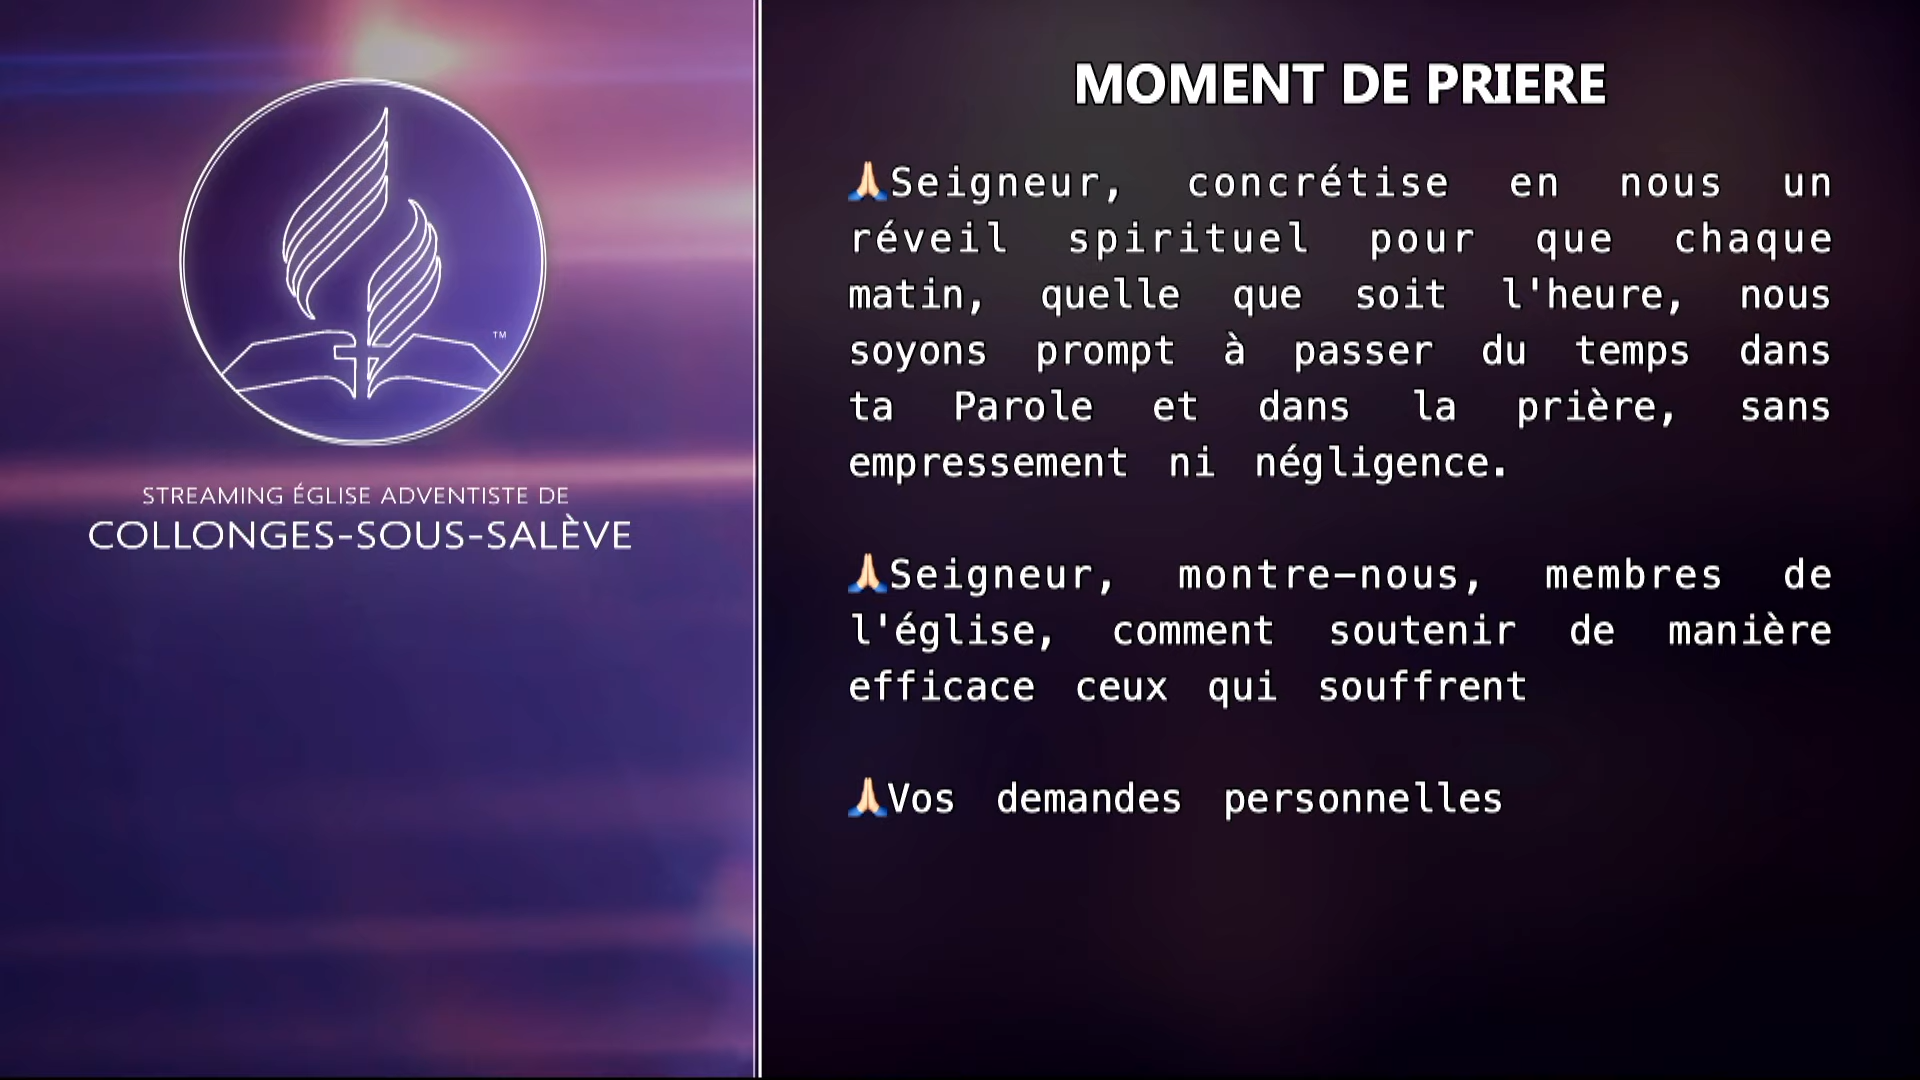 ™
STREAMING ÉGLISE ADVENTISTE DE
COLLONGES-SOUS-SALÈVE
MOMENT DE PRIERE
🙏🏻Seigneur, concrétise en nous un
réveil spirituel pour que chaque
matin, quelle que soit l'heure, nous
soyons prompt à passer du temps dans
ta Parole et dans la prière, sans
empressement ni négligence.
🙏🏻Seigneur, montre-nous, membres de
l'église, comment soutenir de manière
efficace ceux qui souffrent
🙏🏻Vos demandes personnelles